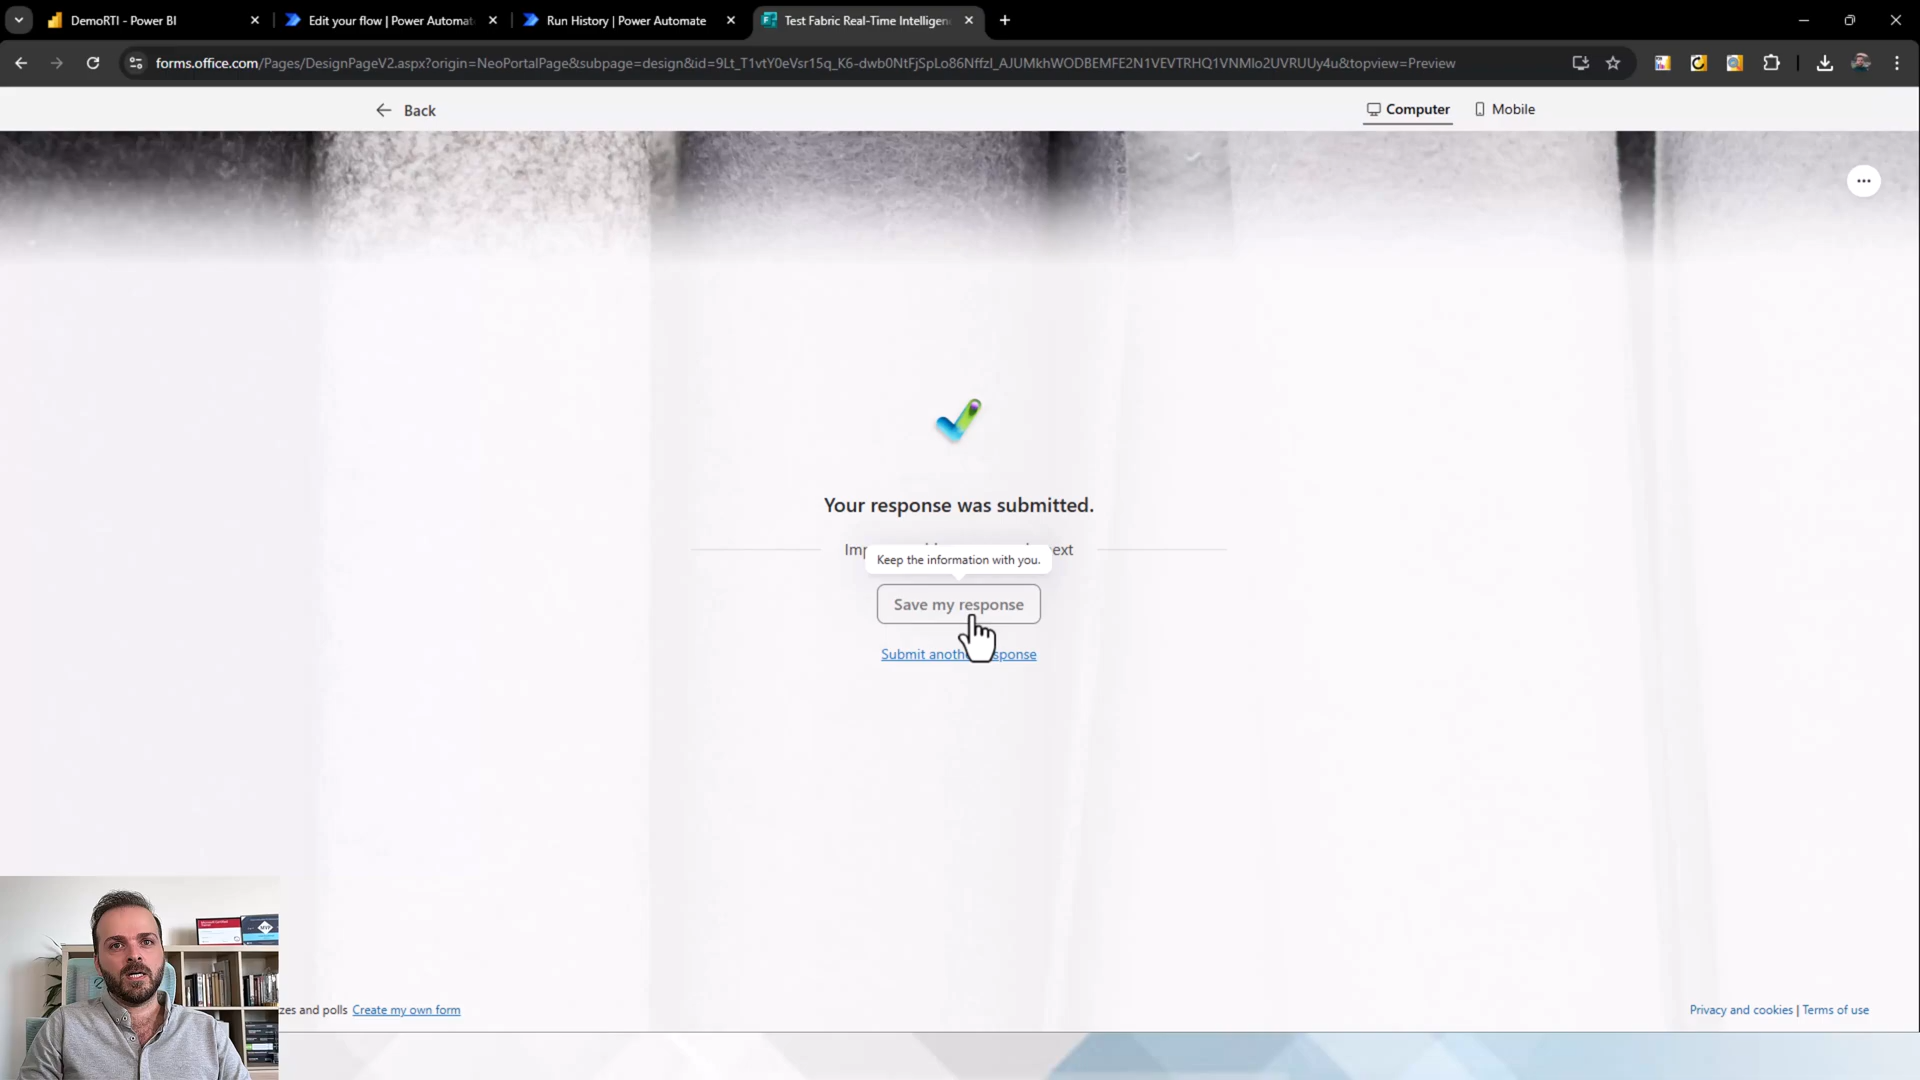 DemoRTI - Power BI
Edit your flow | Power Automat
Run History | Power Automate
Test Fabric Real-Time Intelligen
forms.office.com/Pages/DesignPageV2.aspx?origin=NeoPortalPage&subpage=design&id=9Lt_T1vtY0eVsr15q_K6-dwb0NtFjSpLo86Nffzl_AJUMkhWODBEMFE2N1VEVTRHQ1VNMlo2UVRUUy4u&topview=Preview
Back
Computer
Mobile
Your response was submitted.
Keep the information with you.
Save my response
Submit anoth sponse
zes and polls Create my own form
Privacy and cookies | Terms of use